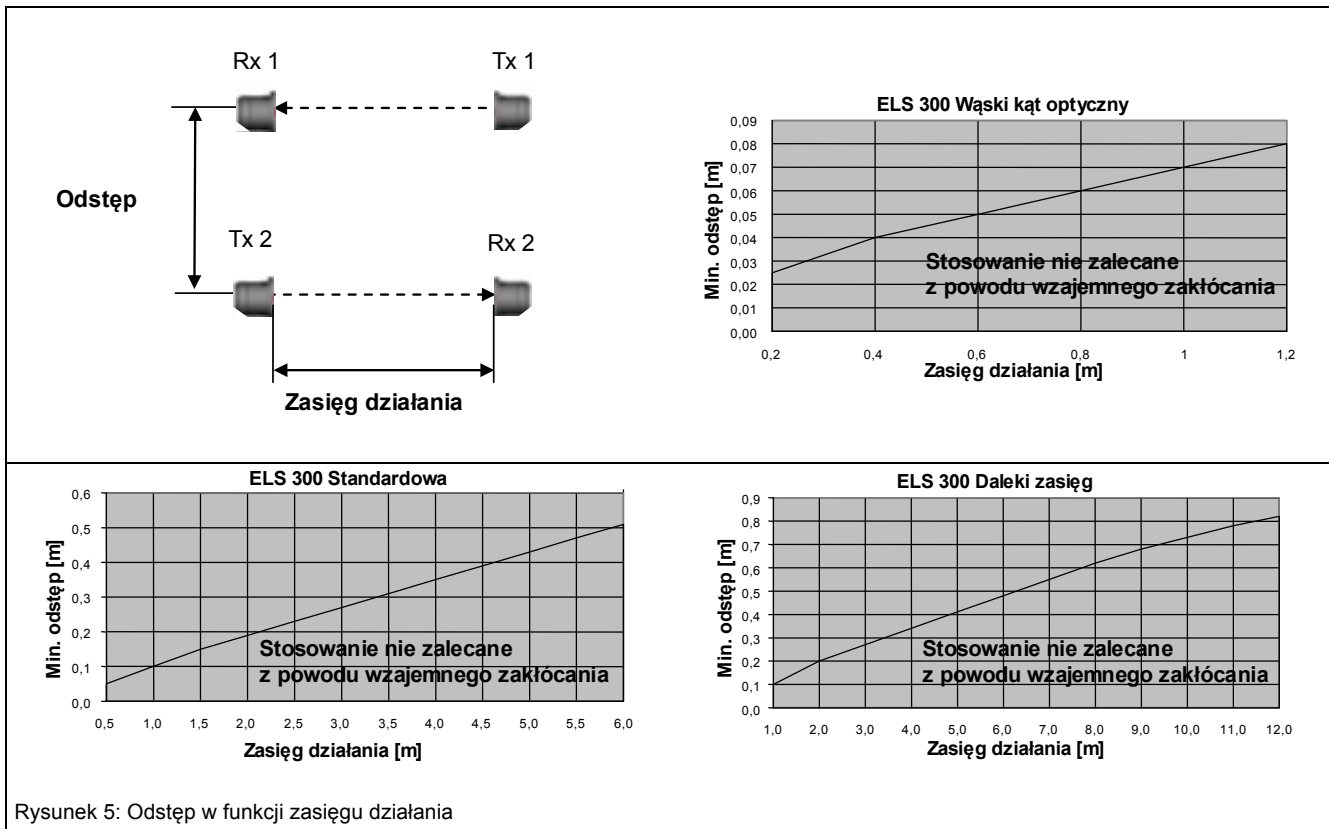 Rx 1
Tx 1
Odstęp
Tx 2
Rx 2
Zasięg działania
ELS 300 Wąski kąt optyczny
Min. odstęp [m]
0,09
0,08
0,07
0,06
0,05
0,04
0,03
0,02
0,01
0,00
Stosowanie nie zalecane
z powodu wzajemnego zakłócania
0,2 0,4 0,6 0,8 1 1,2
Zasięg działania [m]
ELS 300 Standardowa
Min. odstęp [m]
0,6
0,5
0,4
0,3
0,2
0,1
0,0
Stosowanie nie zalecane
z powodu wzajemnego zakłócania
0,5 1,0 1,5 2,0 2,5 3,0 3,5 4,0 4,5 5,0 5,5 6,0
Zasięg działania [m]
ELS 300 Daleki zasięg
Min. odstęp [m]
0,9
0,8
0,7
0,6
0,5
0,4
0,3
0,2
0,1
0,0
Stosowanie nie zalecane
z powodu wzajemnego zakłócania
1,0 2,0 3,0 4,0 5,0 6,0 7,0 8,0 9,0 10,0 11,0 12,0
Zasięg działania [m]
Rysunek 5: Odstęp w funkcji zasięgu działania